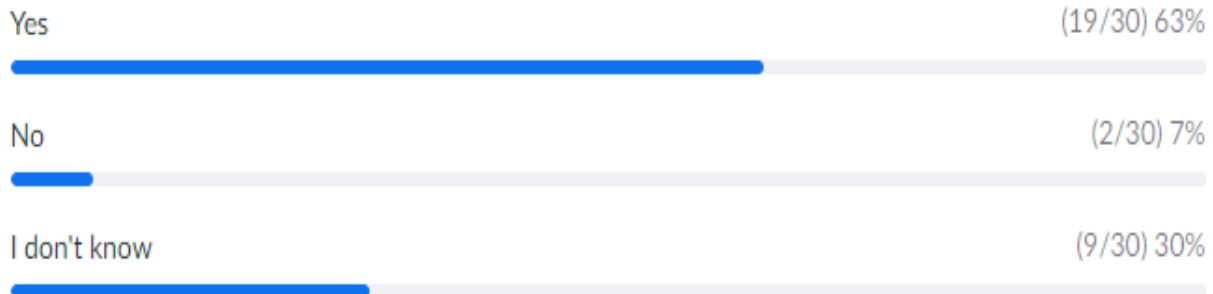 Yes (19/30) 63%
No (2/30) 7%
I don't know (9/30) 30%